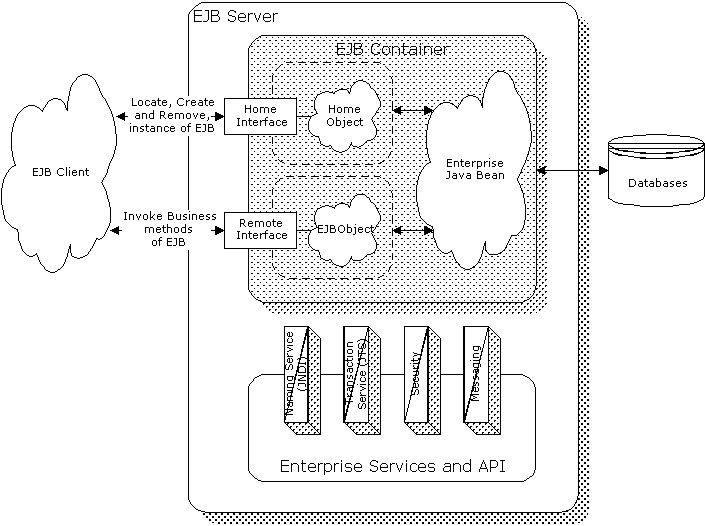 EJB Server
EJB Container
Locate, Create
and Remove,
instance of EJB
Home
Interface
Home
Object
EJB Client
Enterprise
Java Bean
Databases
Invoke Business
methods
of EJB
Remote
Interface
EJBObject
Naming Service
(JNDI)
Transaction
Service (JTS)
Security
Messaging
Enterprise Services and API